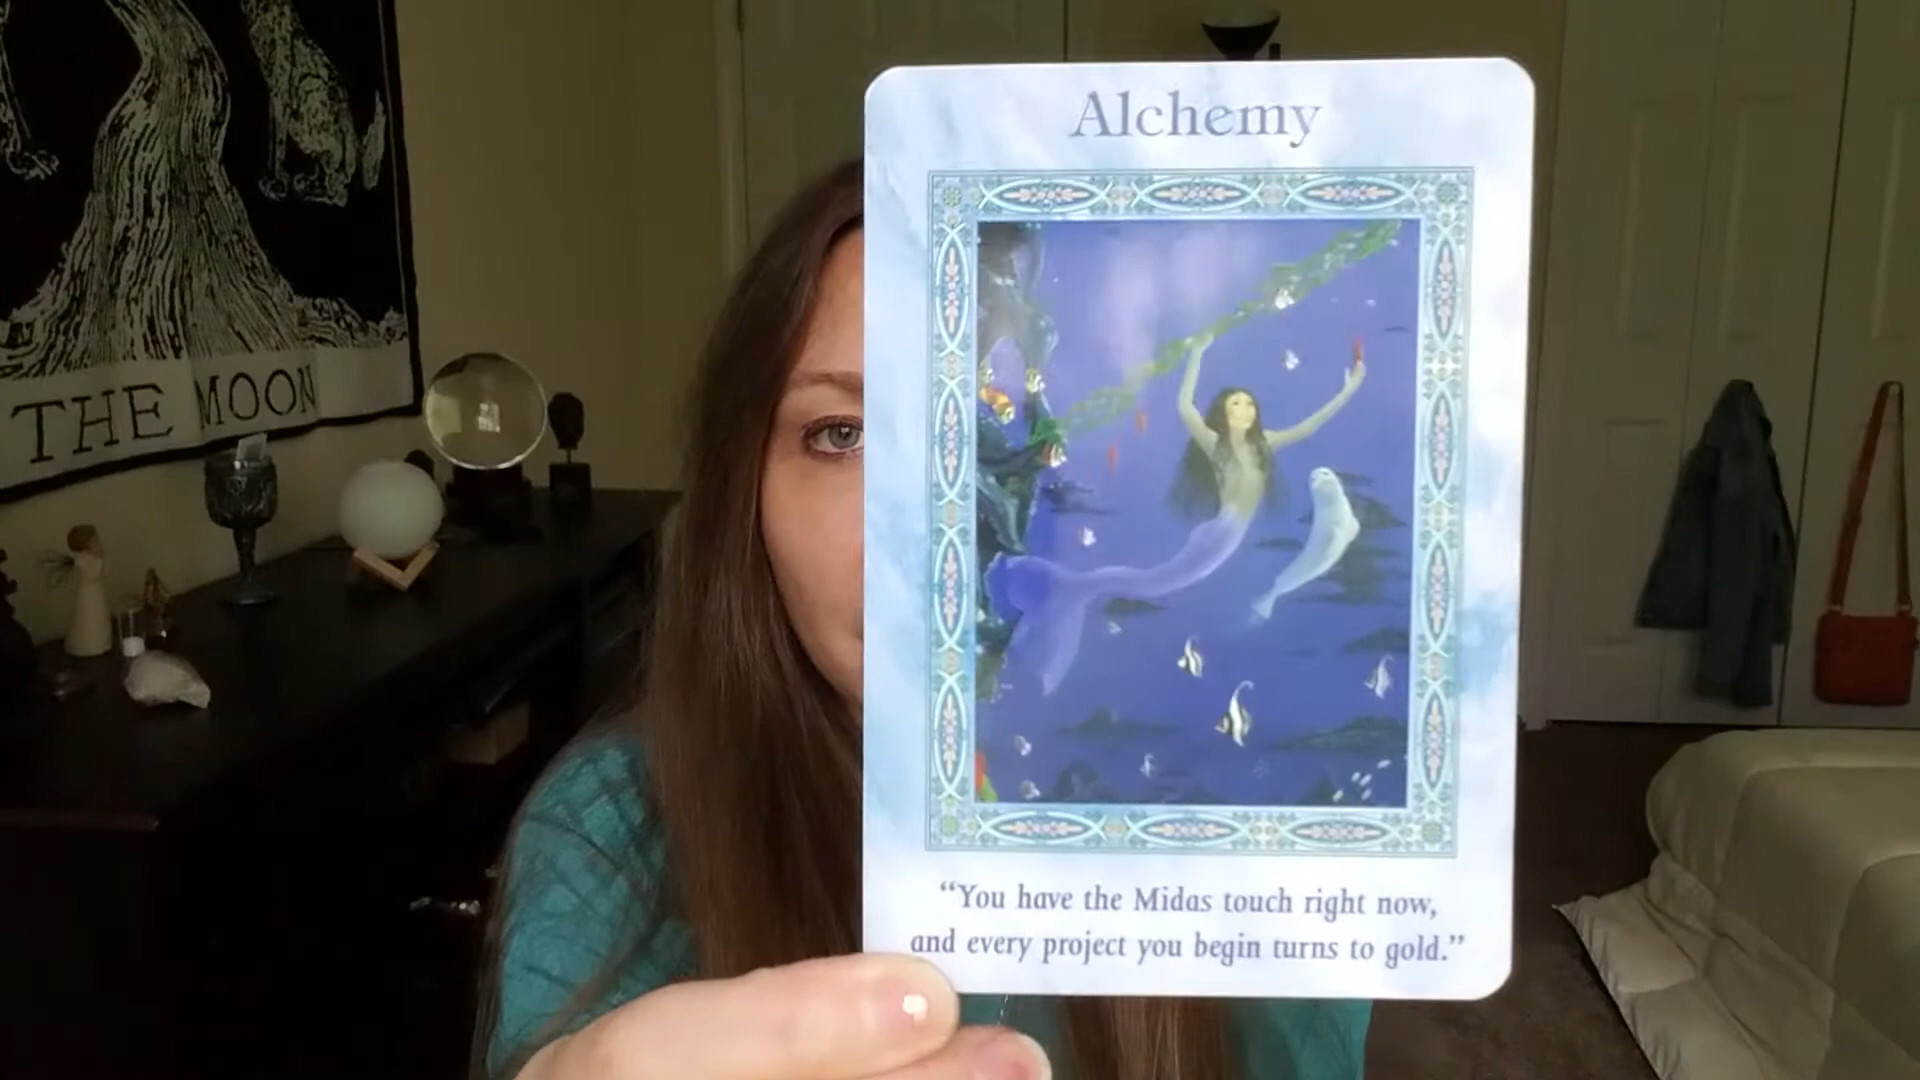 THE MOON
Alchemy
“You have the Midas touch right now,
and every project you begin turns to gold.”